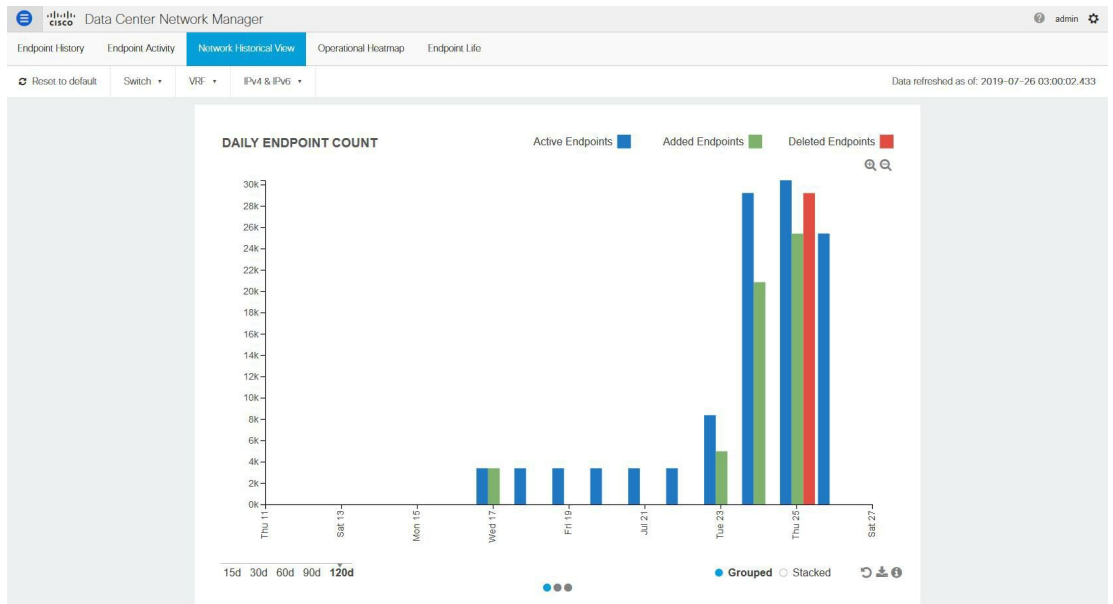 cisco Data Center Network Manager admin
Endpoint History Endpoint Activity Network Historical View Operational Heatmap Endpoint Life
Reset to default Switch VRF IPv4 & IPv6 Data refreshed as of: 2019-07-26 03:00:02.433
DAILY ENDPOINT COUNT
Active Endpoints Added Endpoints Deleted Endpoints
30k
28k
26k
24k
22k
20k
18k
16k
14k
12k
10k
8k
6k
4k
2k
0k
Thu 11 Sat 13 Mon 15 Wed 17 Fri 19 Jul 21 Tue 23 Thu 25 Sat 27
15d 30d 60d 90d 120d
Grouped Stacked